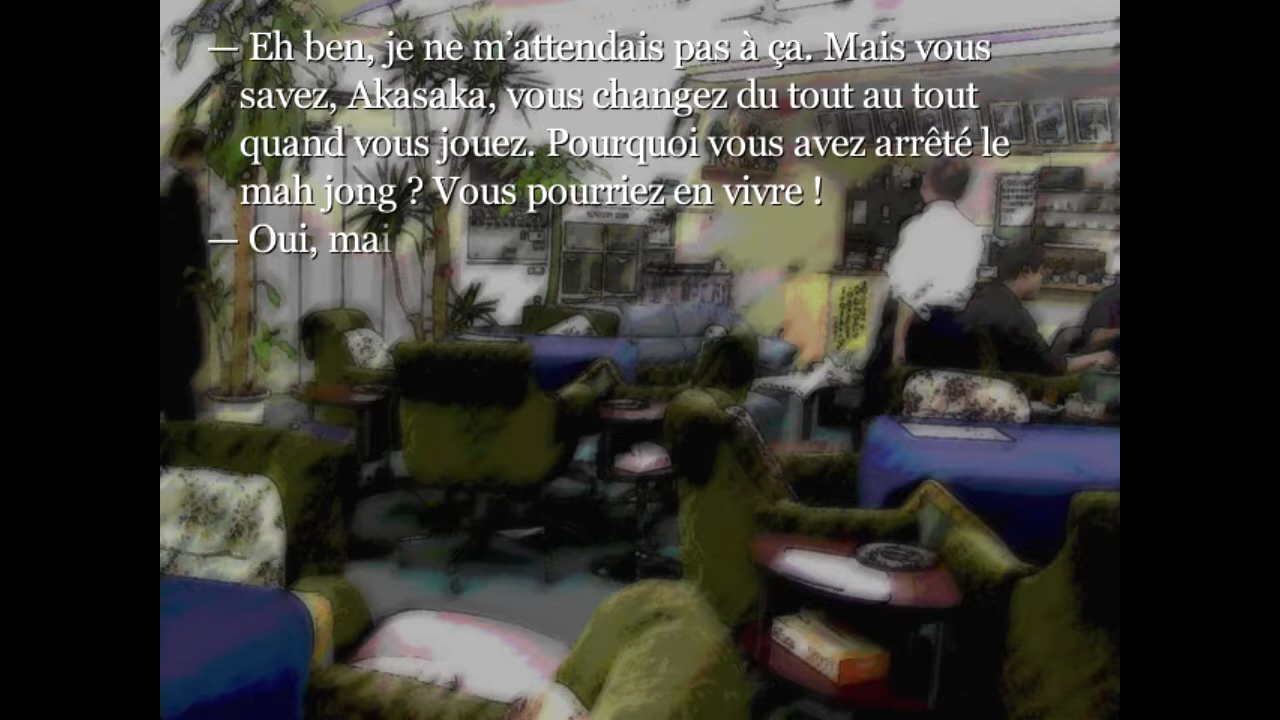 — Eh ben, je ne m’attendais pas à ça. Mais vous
savez, Akasaka, vous changez du tout au tout
quand vous jouez. Pourquoi vous avez arrêté le
mah jong ? Vous pourriez en vivre !
— Oui, mai